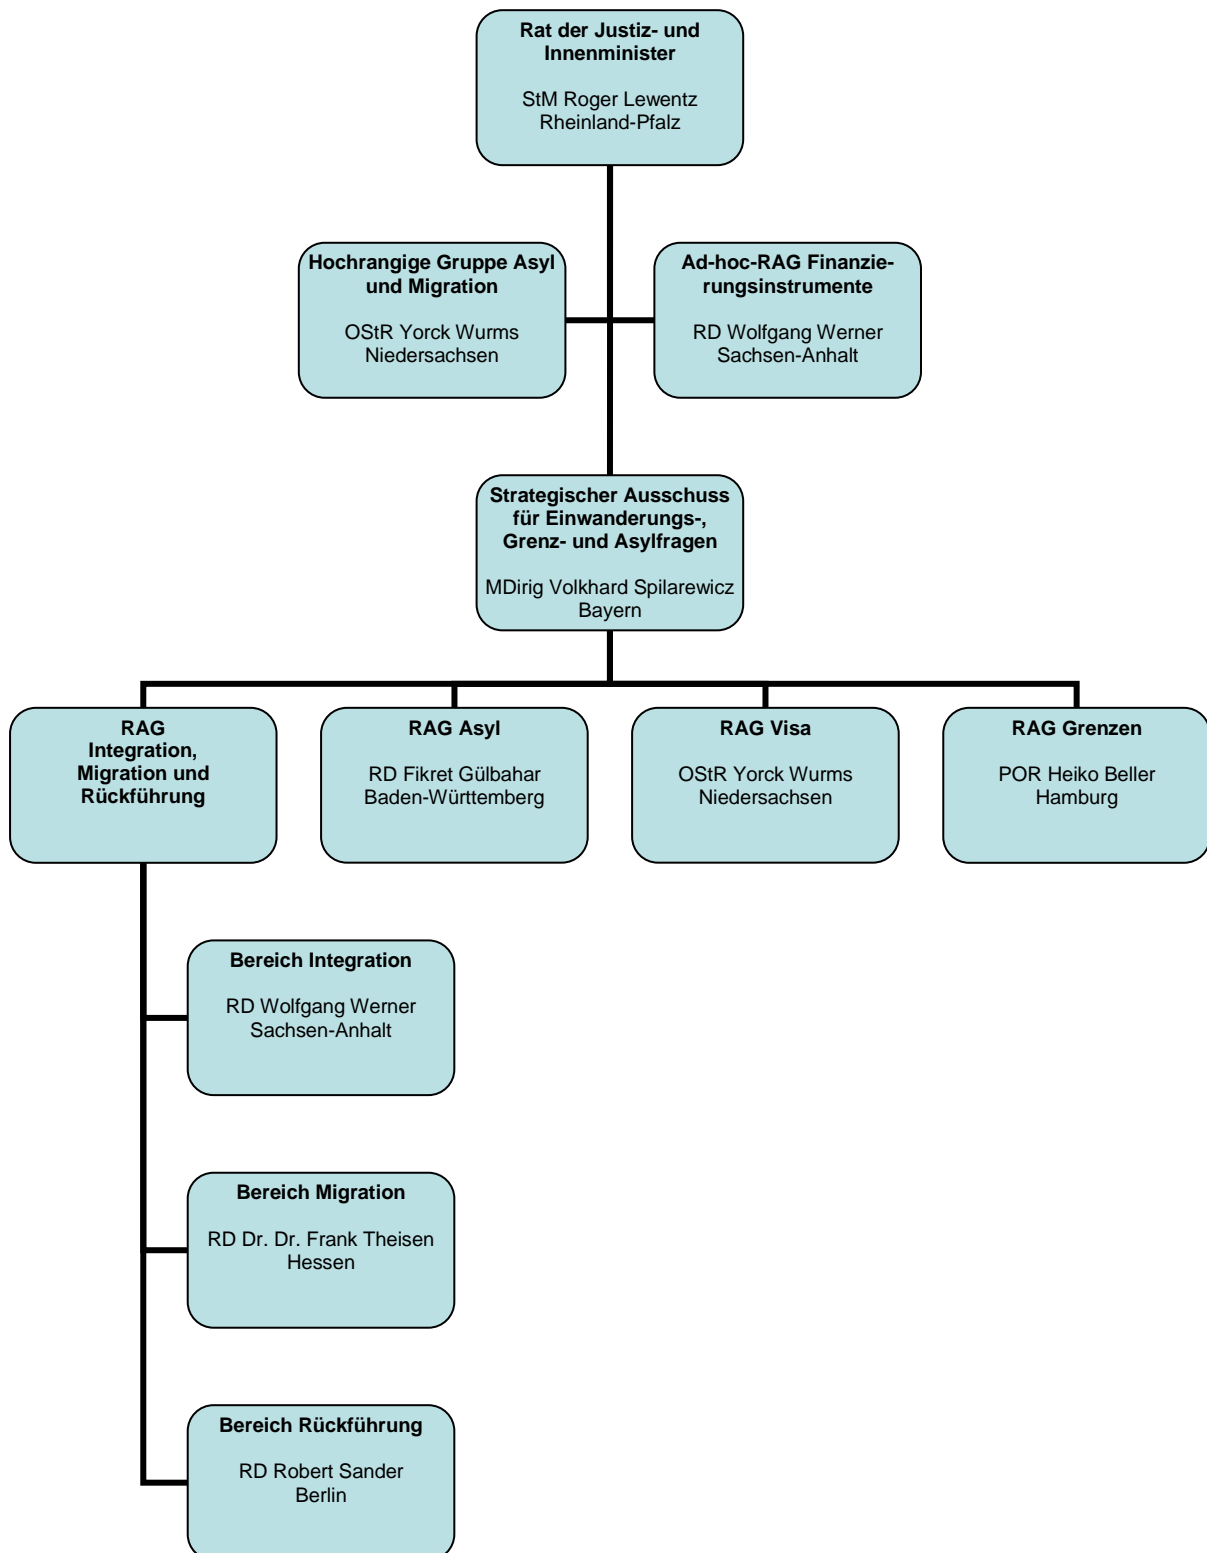 Rat der Justiz- und
Innenminister
StM Roger Lewentz
Rheinland-Pfalz
Hochrangige Gruppe Asyl
und Migration
OStR Yorck Wurms
Niedersachsen
Ad-hoc-RAG Finanzie-
rungsinstrumente
RD Wolfgang Werner
Sachsen-Anhalt
Strategischer Ausschuss
für Einwanderungs-,
Grenz- und Asylfragen
MDirig Volkhard Spilarewicz
Bayern
RAG
Integration,
Migration und
Rückführung
RAG Asyl
RD Fikret Gülbahar
Baden-Württemberg
RAG Visa
OStR Yorck Wurms
Niedersachsen
RAG Grenzen
POR Heiko Beller
Hamburg
Bereich Integration
RD Wolfgang Werner
Sachsen-Anhalt
Bereich Migration
RD Dr. Dr. Frank Theisen
Hessen
Bereich Rückführung
RD Robert Sander
Berlin